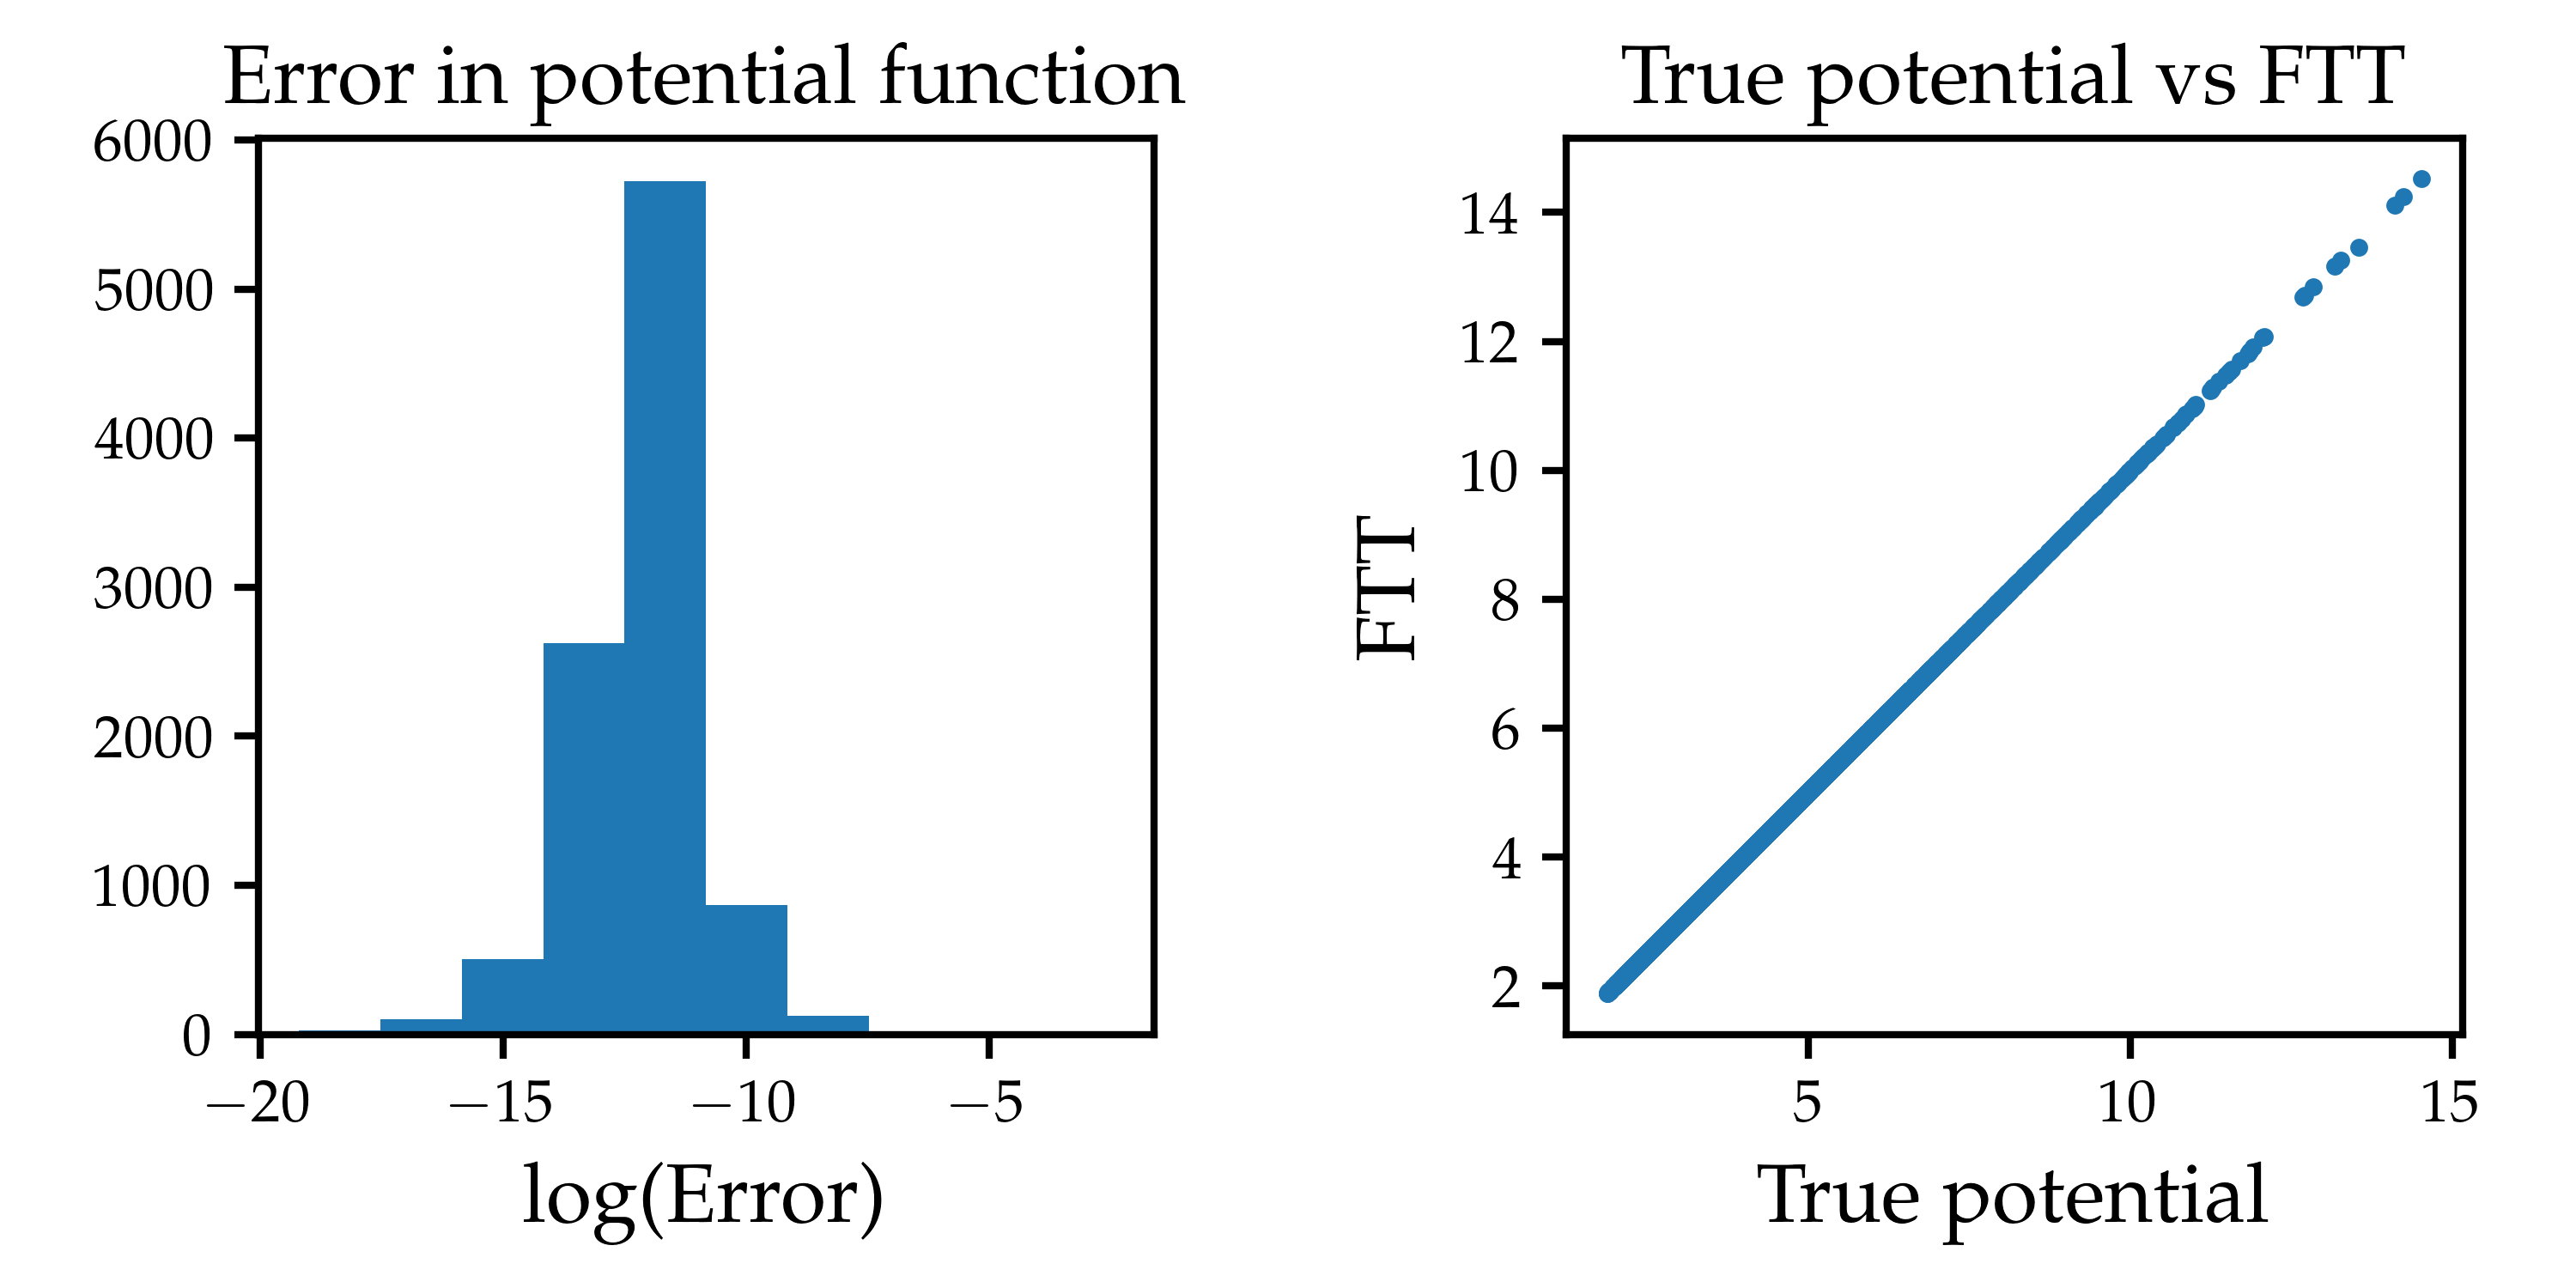 Error in potential function
6000
5000
4000
3000
2000
1000
0
−20 −15 −10 −5
log(Error)
True potential vs FTT
14
12
10
8
6
4
2
FTT
5 10 15
True potential